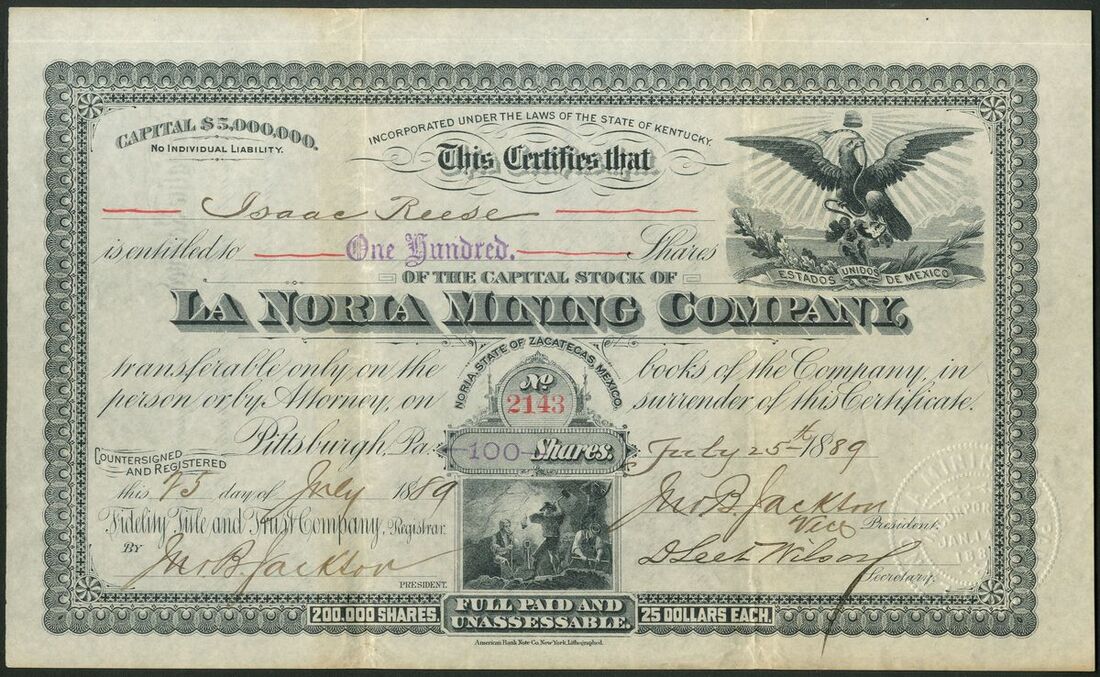 CAPITAL $5,000,000.
NO INDIVIDUAL LIABILITY.
INCORPORATED UNDER THE LAWS OF THE STATE OF KENTUCKY.
This Certifies that
Isaac Reese
is entitled to One Hundred. Shares
ESTADOS UNIDOS DE MEXICO
OF THE CAPITAL STOCK OF
LA NORIA MINING COMPANY,
transferable only on the books of the Company, in
person or by Attorney, on surrender of this Certificate.
NORIA, STATE OF ZACATECAS, MEXICO.
No
2143
Pittsburgh, Pa. 100 Shares. July 25th 1889
COUNTERSIGNED
AND REGISTERED
this 25 day of July 1889
Fidelity Title and Trust Company, Registrar.
BY
Jno B Jackson
PRESIDENT.
Jno B Jackson
Vice President.
D Leet Wilson
Secretary.
JAN. 14
200.000 SHARES. FULL PAID AND UNASSESSABLE. 25 DOLLARS EACH.
American Bank Note Co. New York, Lithographed.